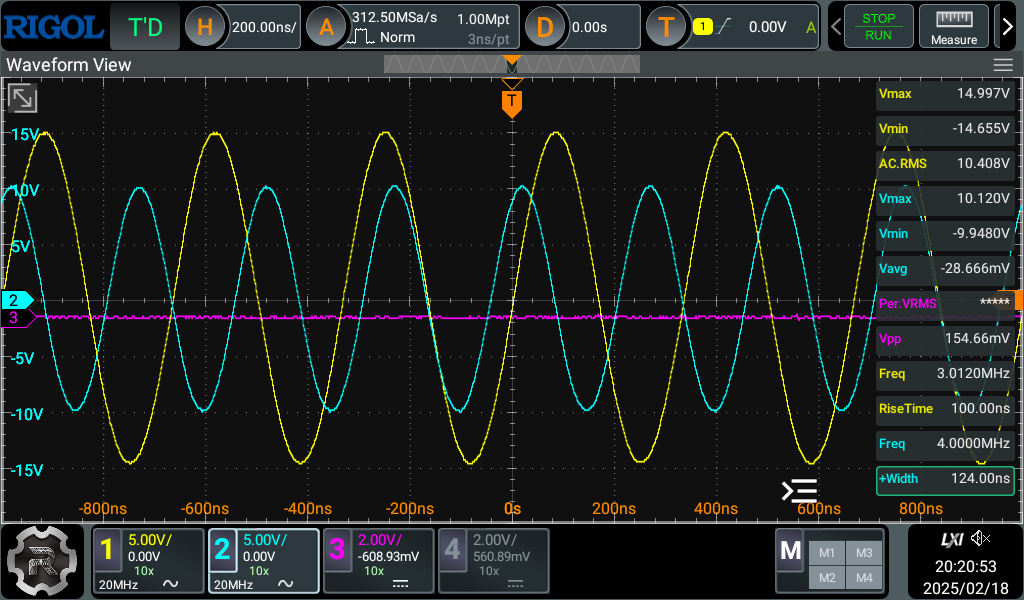 RIGOL T'D H 200.00ns/ A 312.50MSa/s 1.00Mpt D 0.00s T 1 0.00V A STOP
Norm 3ns/pt RUN Measure
Waveform View
T
Vmax 14.997V
15V
Vmin -14.655V
AC.RMS 10.408V
10V
Vmax 10.120V
Vmin -9.9480V
5V
Vavg -28.666mV
2
Per.VRMS *****
3
Vpp 154.66mV
-5V
Freq 3.0120MHz
RiseTime 100.00ns
-10V
Freq 4.0000MHz
-15V
+Width 124.00ns
-800ns -600ns -400ns -200ns 0s 200ns 400ns 600ns 800ns
1 5.00V/ 2 5.00V/ 3 2.00V/ 4 2.00V/ M M1 M3 LXI
0.00V 0.00V -608.93mV 560.89mV
10x 10x 10x 10x M2 M4 20:20:53
20MHz 20MHz 2025/02/18
R